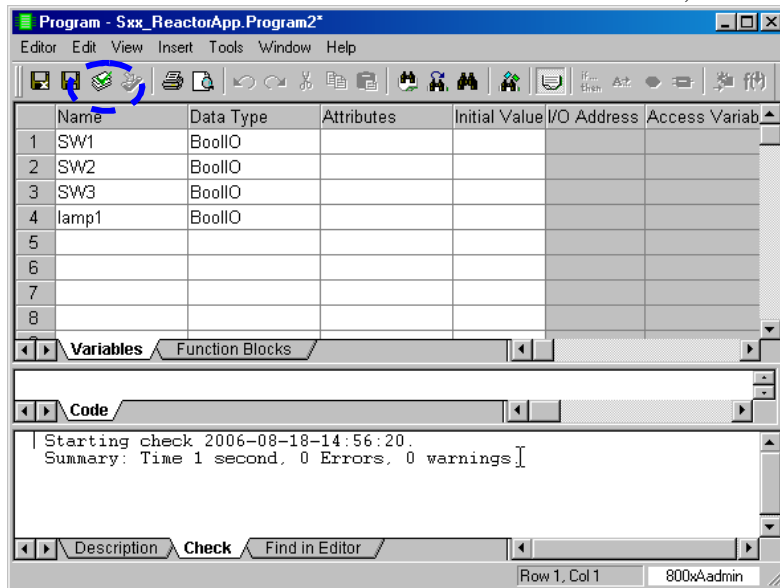 Program - Sxx_ReactorApp.Program2*
Editor Edit View Insert Tools Window Help
If... then
Name Data Type Attributes Initial Value I/O Address Access Variab
1 SW1 BoolIO
2 SW2 BoolIO
3 SW3 BoolIO
4 lamp1 BoolIO
5
6
7
8
Variables Function Blocks
Code
Starting check 2006-08-18-14:56:20.
Summary: Time 1 second, 0 Errors, 0 warnings.
Description Check Find in Editor
Row 1, Col 1 800xAadmin